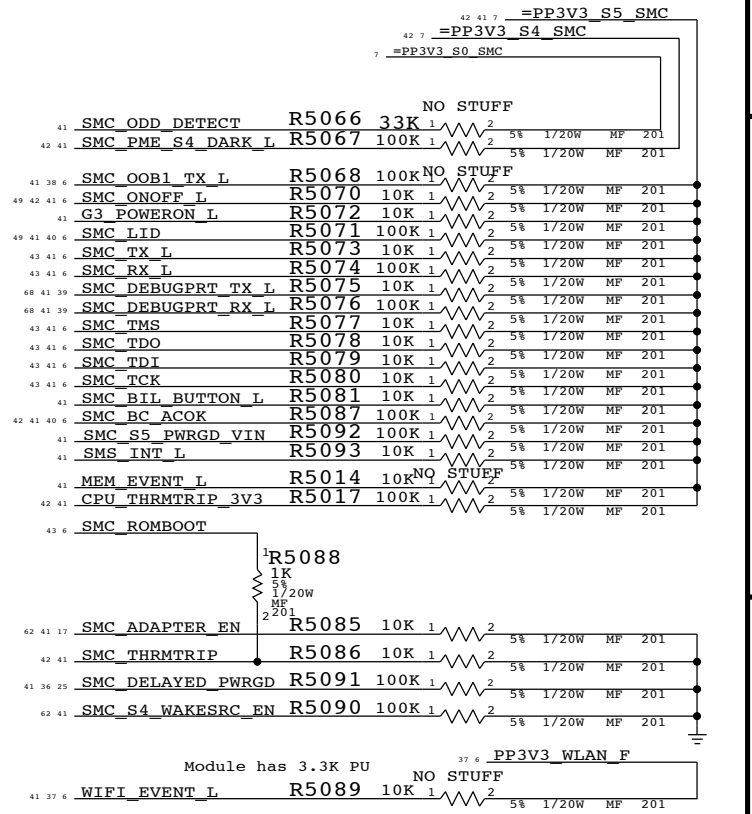 42 41 7 =PP3V3_S5_SMC
42 7 =PP3V3_S4_SMC
7 =PP3V3_S0_SMC
NO STUFF
41 SMC_ODD_DETECT R5066 33K 1 2 5% 1/20W MF 201
42 41 SMC_PME_S4_DARK_L R5067 100K 1 2 5% 1/20W MF 201
NO STUFF
41 38 6 SMC_OOB1_TX_L R5068 100K 1 2 5% 1/20W MF 201
49 42 41 6 SMC_ONOFF_L R5070 10K 1 2 5% 1/20W MF 201
41 G3_POWERON_L R5072 10K 1 2 5% 1/20W MF 201
49 41 40 6 SMC_LID R5071 100K 1 2 5% 1/20W MF 201
43 41 6 SMC_TX_L R5073 10K 1 2 5% 1/20W MF 201
43 41 6 SMC_RX_L R5074 100K 1 2 5% 1/20W MF 201
68 41 39 SMC_DEBUGPRT_TX_L R5075 10K 1 2 5% 1/20W MF 201
68 41 39 SMC_DEBUGPRT_RX_L R5076 100K 1 2 5% 1/20W MF 201
43 41 6 SMC_TMS R5077 10K 1 2 5% 1/20W MF 201
43 41 6 SMC_TDO R5078 10K 1 2 5% 1/20W MF 201
43 41 6 SMC_TDI R5079 10K 1 2 5% 1/20W MF 201
43 41 6 SMC_TCK R5080 10K 1 2 5% 1/20W MF 201
41 SMC_BIL_BUTTON_L R5081 10K 1 2 5% 1/20W MF 201
42 41 40 6 SMC_BC_ACOK R5087 100K 1 2 5% 1/20W MF 201
41 SMC_S5_PWRGD_VIN R5092 100K 1 2 5% 1/20W MF 201
41 SMS_INT_L R5093 10K 1 2 5% 1/20W MF 201
NO STUFF
41 MEM_EVENT_L R5014 10K 1 2 5% 1/20W MF 201
42 41 CPU_THRMTRIP_3V3 R5017 100K 1 2 5% 1/20W MF 201
43 6 SMC_ROMBOOT
1 R5088
1K
5%
1/20W
MF
2 201
62 41 17 SMC_ADAPTER_EN R5085 10K 1 2 5% 1/20W MF 201
42 41 SMC_THRMTRIP R5086 10K 1 2 5% 1/20W MF 201
41 36 25 SMC_DELAYED_PWRGD R5091 100K 1 2 5% 1/20W MF 201
62 41 SMC_S4_WAKESRC_EN R5090 100K 1 2 5% 1/20W MF 201
37 6 PP3V3_WLAN_F
Module has 3.3K PU
NO STUFF
41 37 6 WIFI_EVENT_L R5089 10K 1 2 5% 1/20W MF 201